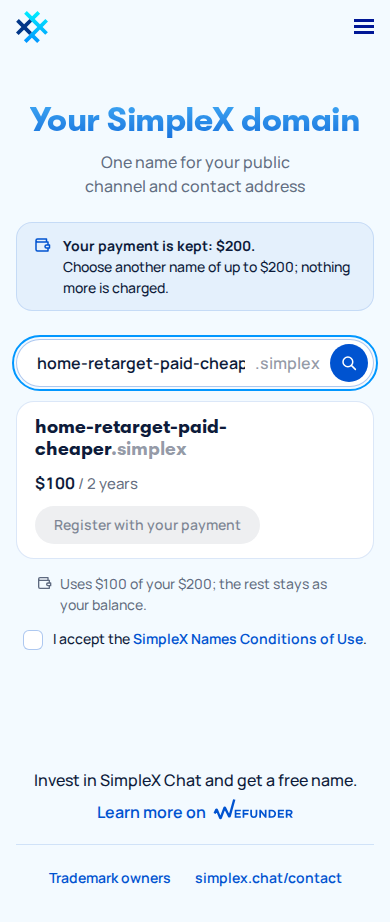 Your SimpleX domain
One name for your public
channel and contact address
Your payment is kept: $200.
Choose another name of up to $200; nothing
more is charged.
home-retarget-paid-cheap .simplex
home-retarget-paid-
cheaper.simplex
$100 / 2 years
Register with your payment
Uses $100 of your $200; the rest stays as
your balance.
I accept the SimpleX Names Conditions of Use.
Invest in SimpleX Chat and get a free name.
Learn more on WEFUNDER
Trademark owners simplex.chat/contact